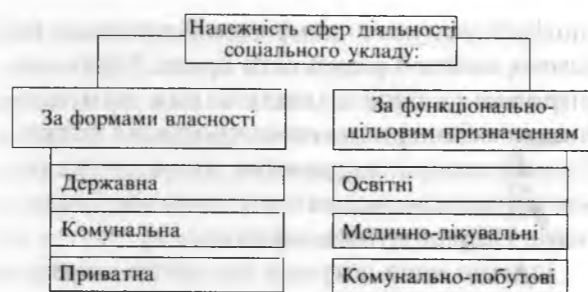 Належність сфер діяльності
соціального укладу:
За формами власності
За функціонально-
цільовим призначенням
Державна
Освітні
Комунальна
Медично-лікувальні
Приватна
Комунально-побутові